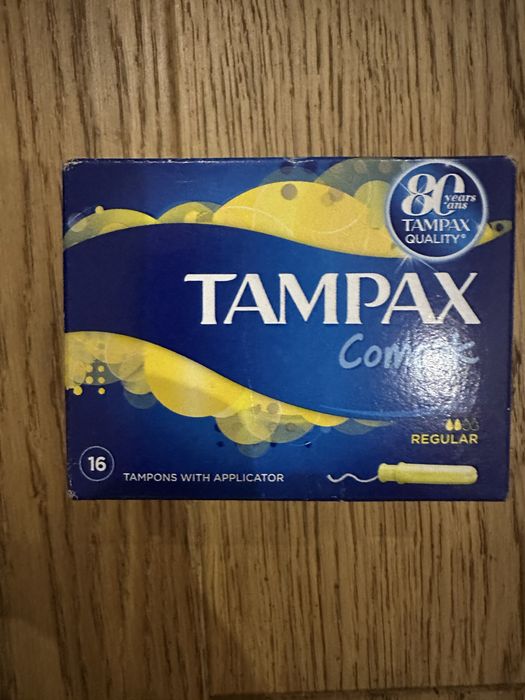 80 years
ans
TAMPAX
QUALITY*
TAMPAX
REGULAR
16
TAMPONS WITH APPLICATOR